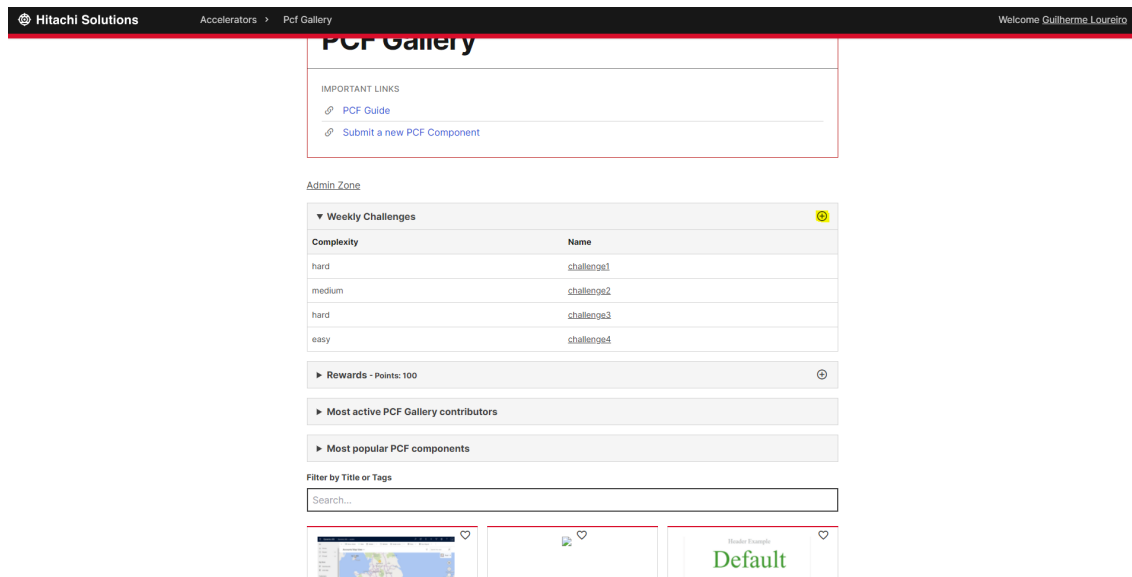 Hitachi Solutions
Accelerators > Pcf Gallery
Welcome Guilherme Loureiro
PCF Gallery
IMPORTANT LINKS
PCF Guide
Submit a new PCF Component
Admin Zone
▼ Weekly Challenges
Complexity Name
hard challenge1
medium challenge2
hard challenge3
easy challenge4
▶ Rewards - Points: 100
▶ Most active PCF Gallery contributors
▶ Most popular PCF components
Filter by Title or Tags
Search...
Header Example
Default